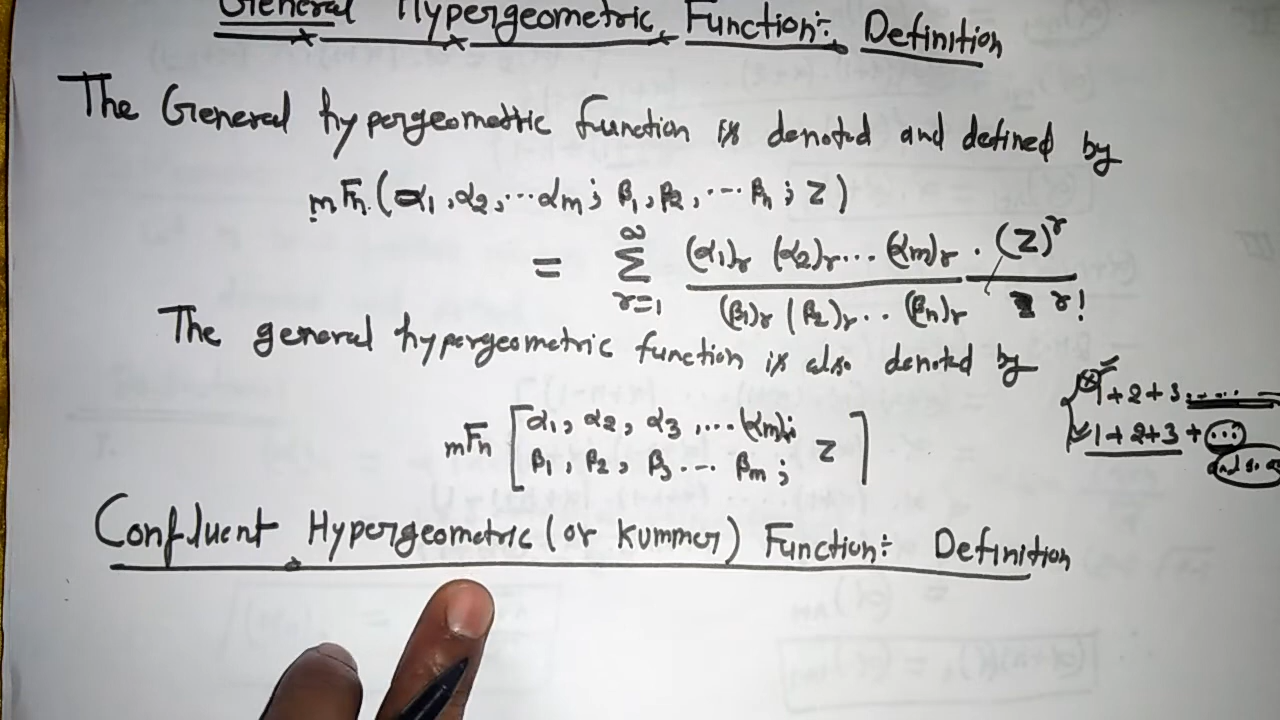 General Hypergeometric Function:- Definition
The General hypergeometric function is denoted and defined by
mFn (α1, α2, ... αm ; β1, β2, ... βn ; z)
= ∞ Σ r=1 (α1)r (α2)r ... (αm)r / (β1)r (β2)r .. (βn)r · (z)^r / r!
The general hypergeometric function is also denoted by
mFn [ α1, α2, α3, ... (αm);
β1, β2, β3 ... βm ; z ]
1+2+3, .....
1+2+3+ ...
and so
Confluent Hypergeometric (or Kummer) Function:- Definition